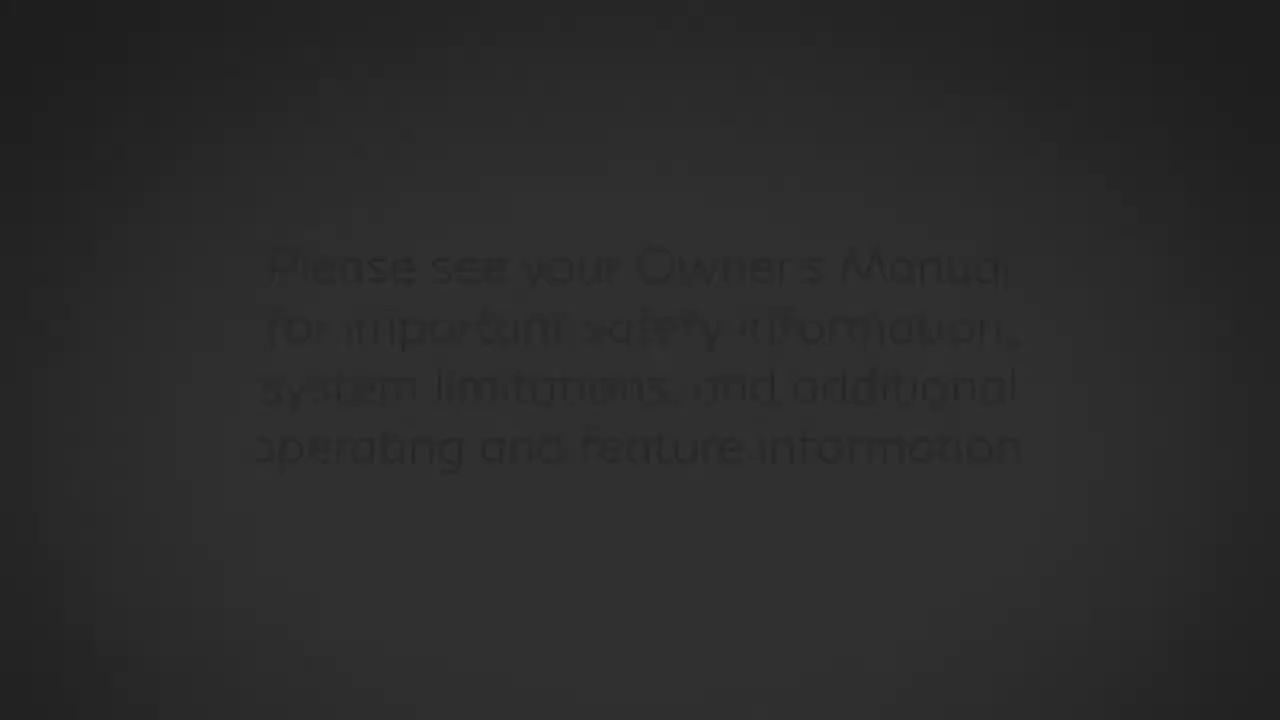 Please see your Owner's Manual
for important safety information,
system limitations, and additional
operating and feature information